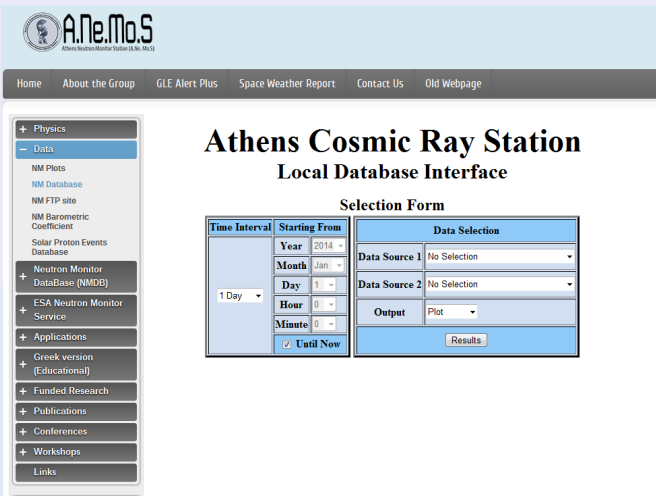 A.Ne.Mo.S
Athens Neutron Monitor Station (A.Ne. Mo.S)
Home About the Group GLE Alert Plus Space Weather Report Contact Us Old Webpage
+ Physics
− Data
NM Plots
NM Database
NM FTP site
NM Barometric
Coefficient
Solar Proton Events
Database
+ Neutron Monitor
DataBase (NMDB)
+ ESA Neutron Monitor
Service
+ Applications
+ Greek version
(Educational)
+ Funded Research
+ Publications
+ Conferences
+ Workshops
Links
Athens Cosmic Ray Station
Local Database Interface
Selection Form
Time Interval Starting From
1 Day
Year 2014
Month Jan
Day 1
Hour 0
Minute 0
Until Now
Data Selection
Data Source 1 No Selection
Data Source 2 No Selection
Output Plot
Results